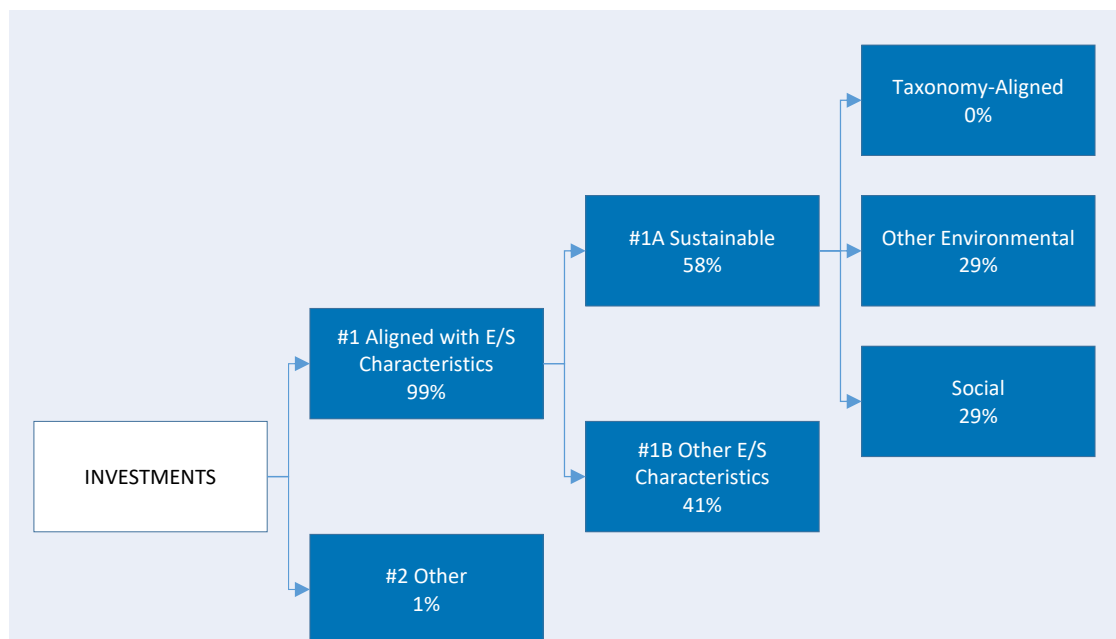 Taxonomy-Aligned
0%
#1A Sustainable
58%
Other Environmental
29%
#1 Aligned with E/S
Characteristics
99%
Social
29%
INVESTMENTS
#1B Other E/S
Characteristics
41%
#2 Other
1%